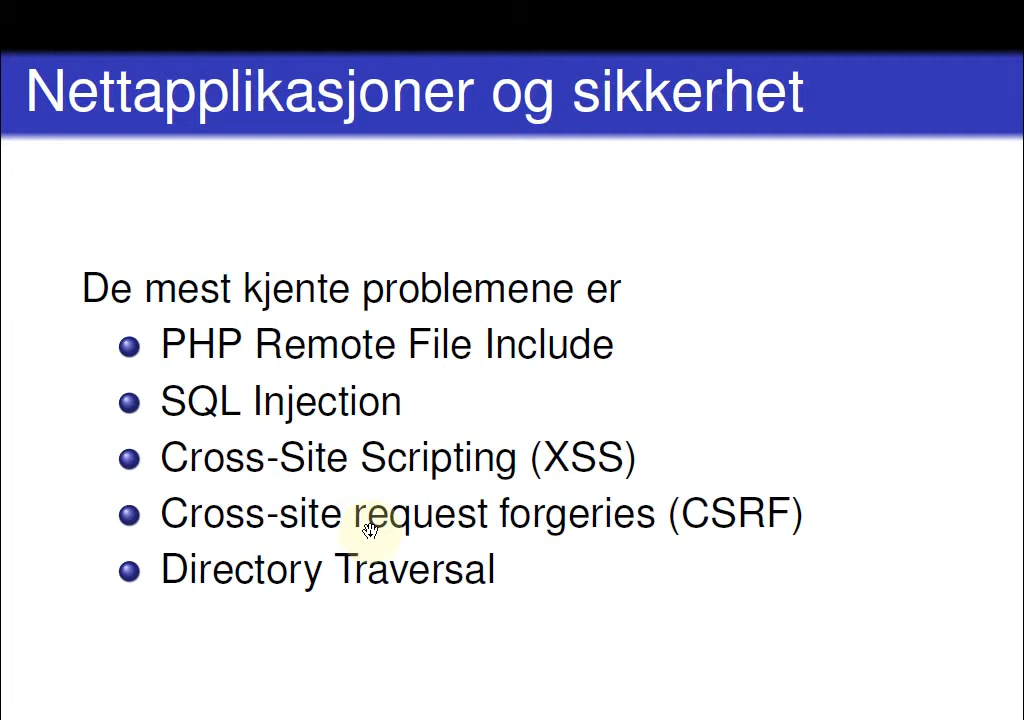 Nettapplikasjoner og sikkerhet
De mest kjente problemene er
PHP Remote File Include
SQL Injection
Cross-Site Scripting (XSS)
Cross-site request forgeries (CSRF)
Directory Traversal